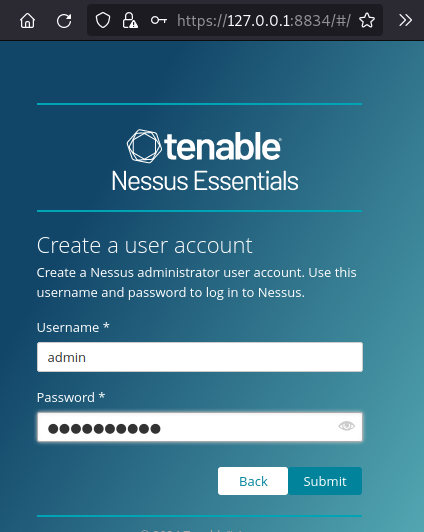 https://127.0.0.1:8834/#/
tenable
Nessus Essentials
Create a user account
Create a Nessus administrator user account. Use this
username and password to log in to Nessus.
Username *
admin
Password *
●●●●●●●●●●
Back Submit